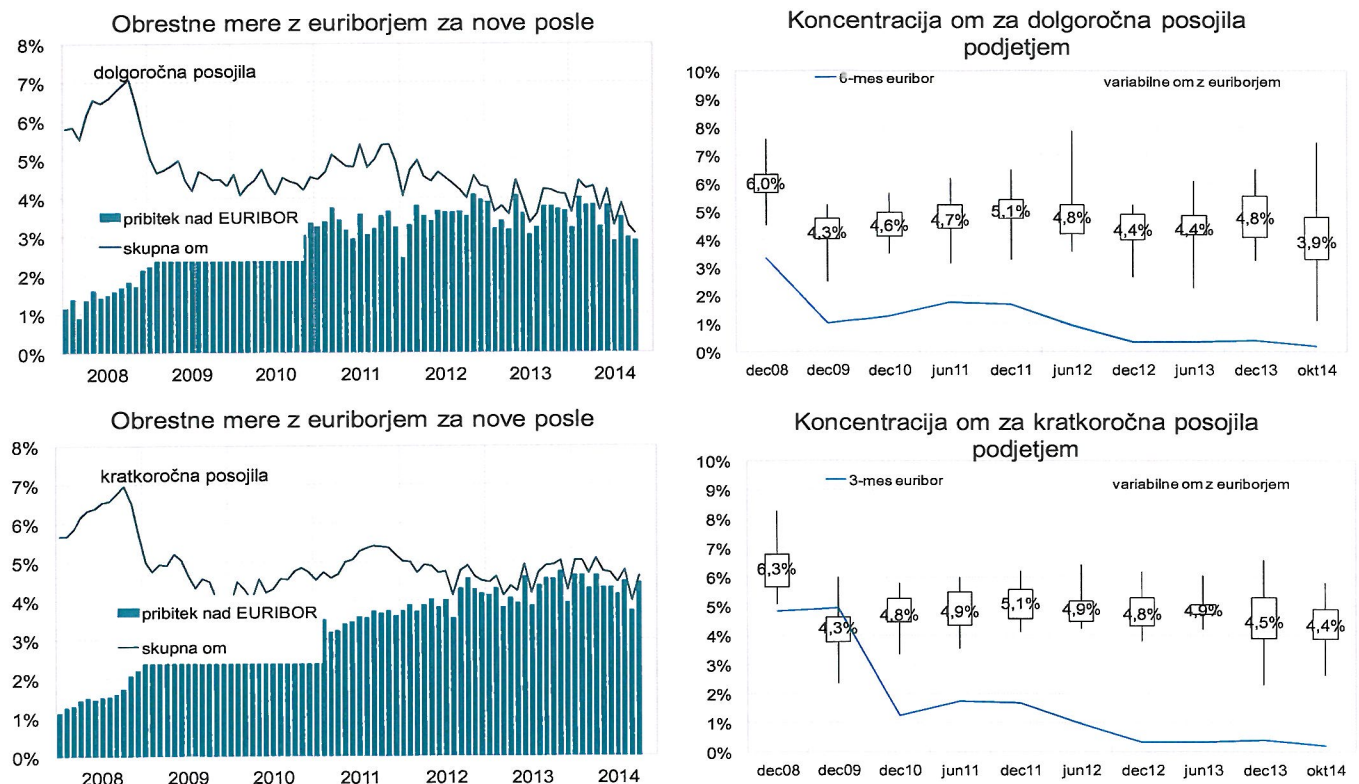 Obrestne mere z euriborjem za nove posle
8%
7%
6%
5%
4%
3%
2%
1%
0%
dolgoročna posojila
pribitek nad EURIBOR
skupna om
2008 2009 2010 2011 2012 2013 2014
Koncentracija om za dolgoročna posojila
podjetjem
10%
9%
8%
7%
6%
5%
4%
3%
2%
1%
0%
6-mes euribor
variabilne om z euriborjem
6,0% 4,3% 4,6% 4,7% 5,1% 4,8% 4,4% 4,4% 4,8% 3,9%
dec08 dec09 dec10 jun11 dec11 jun12 dec12 jun13 dec13 okt14
Obrestne mere z euriborjem za nove posle
8%
7%
6%
5%
4%
3%
2%
1%
0%
kratkoročna posojila
pribitek nad EURIBOR
skupna om
2008 2009 2010 2011 2012 2013 2014
Koncentracija om za kratkoročna posojila
podjetjem
10%
9%
8%
7%
6%
5%
4%
3%
2%
1%
0%
3-mes euribor
variabilne om z euriborjem
6,3% 4,3% 4,8% 4,9% 5,1% 4,9% 4,8% 4,9% 4,5% 4,4%
dec08 dec09 dec10 jun11 dec11 jun12 dec12 jun13 dec13 okt14